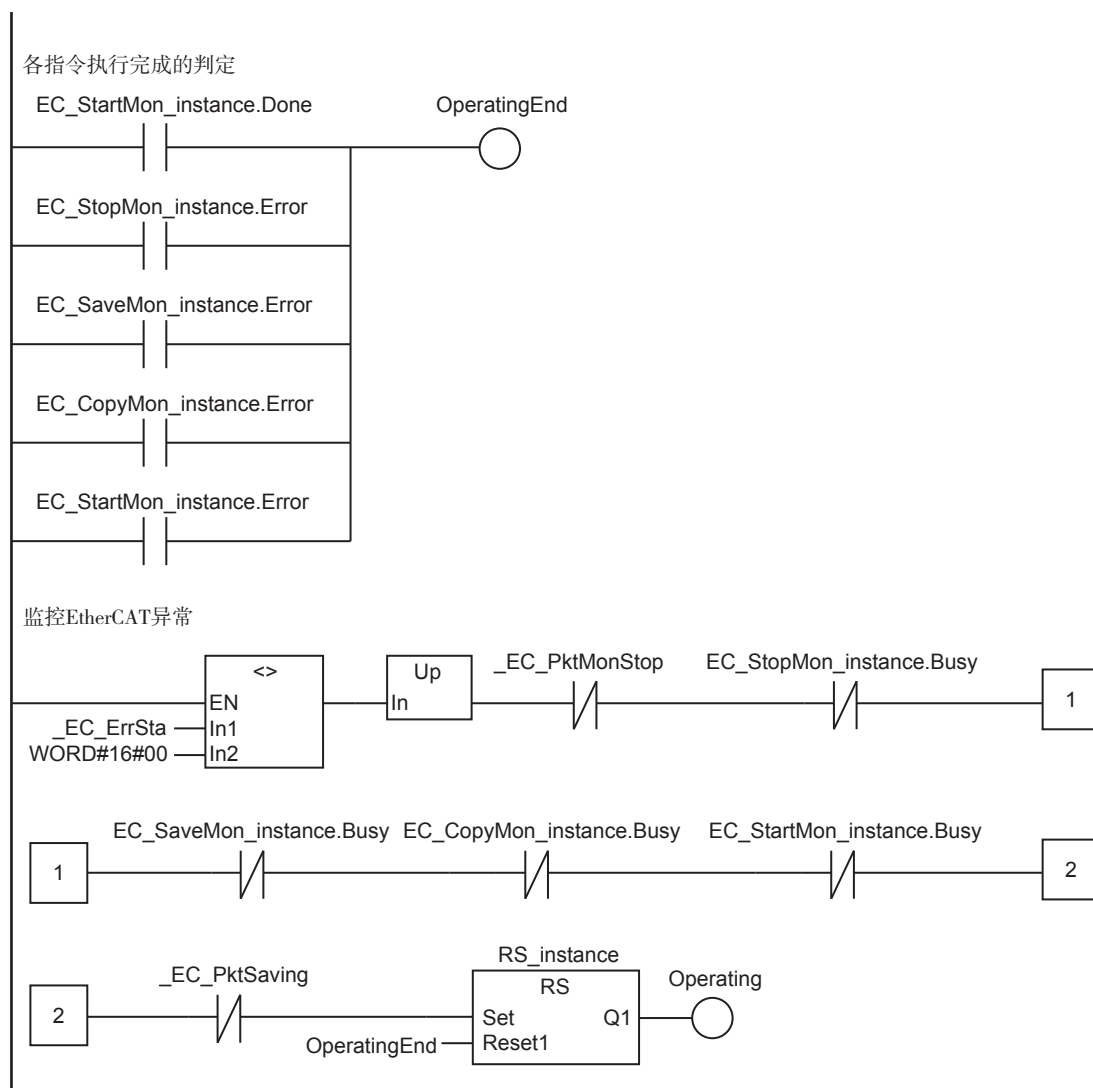 各指令执行完成的判定
EC_StartMon_instance.Done OperatingEnd
EC_StopMon_instance.Error
EC_SaveMon_instance.Error
EC_CopyMon_instance.Error
EC_StartMon_instance.Error
监控EtherCAT异常
<> Up _EC_PktMonStop EC_StopMon_instance.Busy
EN In 1
_EC_ErrSta In1
WORD#16#00 In2
EC_SaveMon_instance.Busy EC_CopyMon_instance.Busy EC_StartMon_instance.Busy
1 2
RS_instance
_EC_PktSaving RS Operating
2 Set Q1
OperatingEnd Reset1